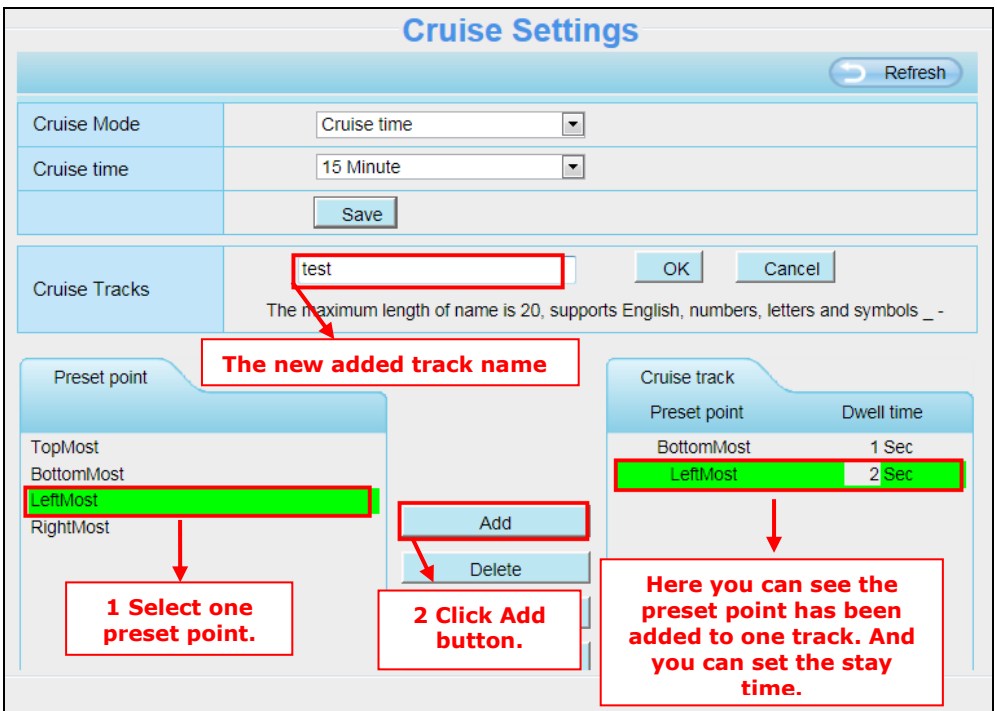 Cruise Settings
Refresh
Cruise Mode
Cruise time
Cruise time
15 Minute
Save
Cruise Tracks
test
OK
Cancel
The maximum length of name is 20, supports English, numbers, letters and symbols _ -
The new added track name
Preset point
TopMost
BottomMost
LeftMost
RightMost
1 Select one
preset point.
Add
Delete
2 Click Add
button.
Cruise track
Preset point Dwell time
BottomMost 1 Sec
LeftMost 2 Sec
Here you can see the
preset point has been
added to one track. And
you can set the stay
time.